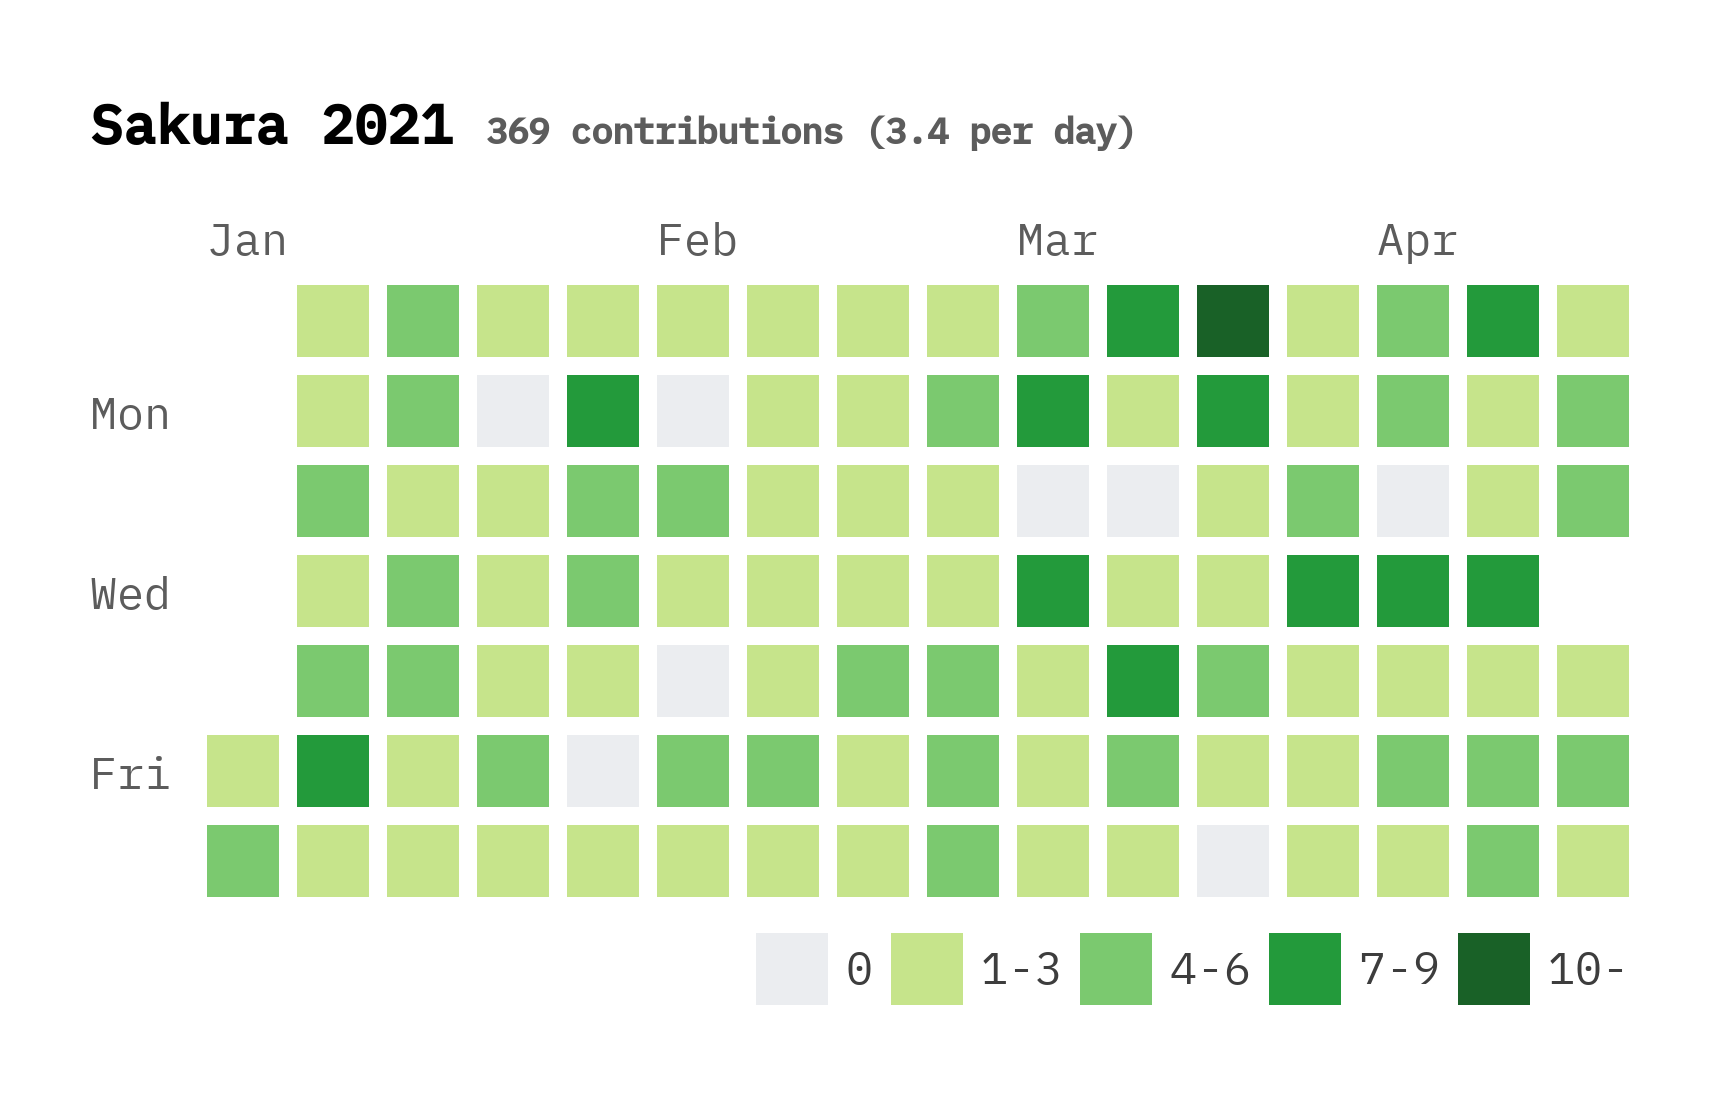 Sakura 2021 369 contributions (3.4 per day)
Jan Feb Mar Apr
Mon
Wed
Fri
0 1-3 4-6 7-9 10-